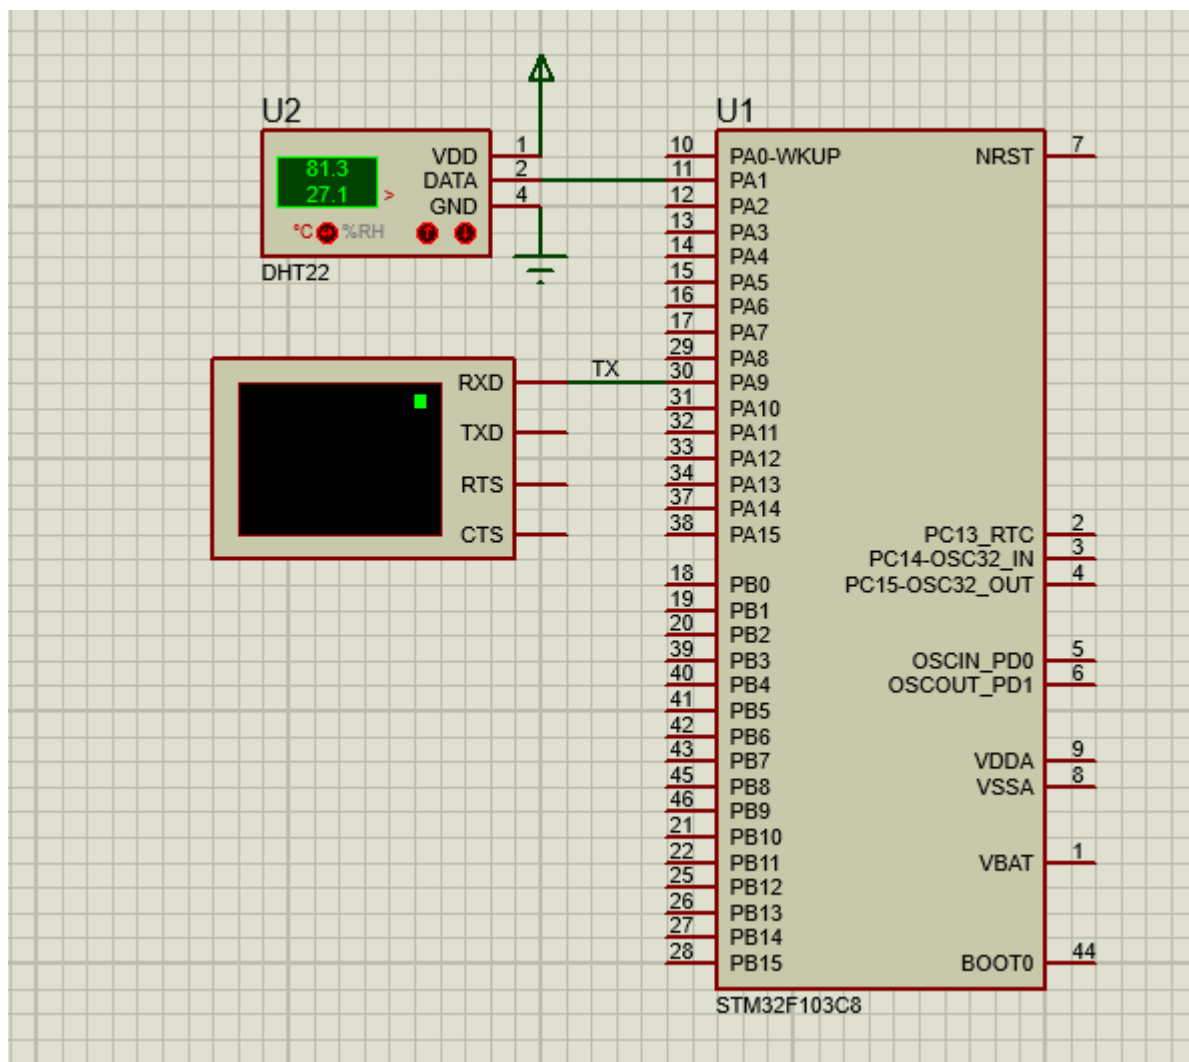 U2
81.3
27.1
>
°C %RH
VDD 1
DATA 2
GND 4
DHT22
RXD
TXD
RTS
CTS
TX
U1
10 PA0-WKUP
11 PA1
12 PA2
13 PA3
14 PA4
15 PA5
16 PA6
17 PA7
29 PA8
30 PA9
31 PA10
32 PA11
33 PA12
34 PA13
37 PA14
38 PA15
18 PB0
19 PB1
20 PB2
39 PB3
40 PB4
41 PB5
42 PB6
43 PB7
45 PB8
46 PB9
21 PB10
22 PB11
25 PB12
26 PB13
27 PB14
28 PB15
NRST 7
PC13_RTC 2
PC14-OSC32_IN 3
PC15-OSC32_OUT 4
OSCIN_PD0 5
OSCOUT_PD1 6
VDDA 9
VSSA 8
VBAT 1
BOOT0 44
STM32F103C8